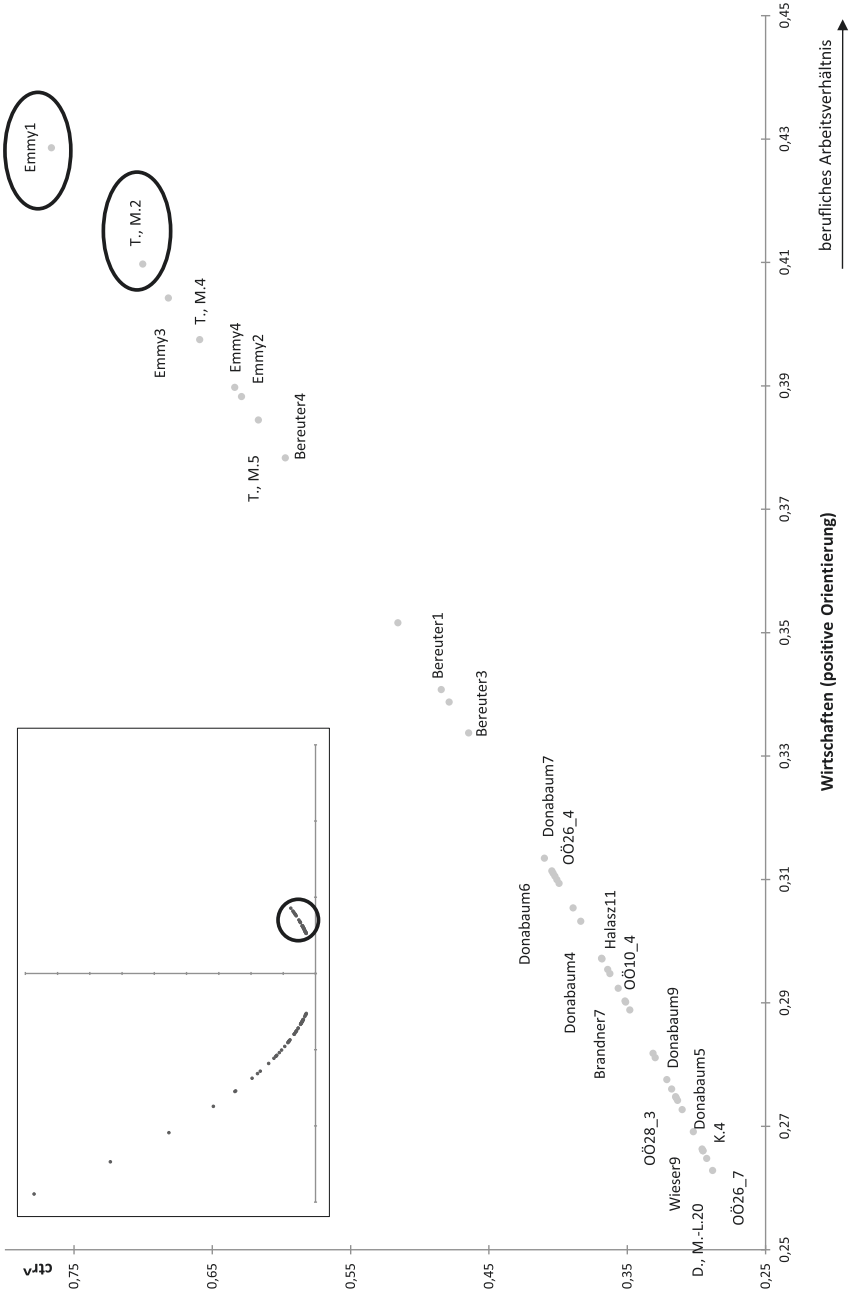 ctr^
0,75
0,65
0,55
0,45
0,35
0,25
0,25
0,27
0,29
0,31
0,33
0,35
0,37
0,39
0,41
0,43
0,45
Emmy1
T., M.2
Emmy3
T., M.4
Emmy4
Emmy2
T., M.5
Bereuter4
Bereuter1
Bereuter3
Donabaum7
Donabaum6
OÖ26_4
Donabaum4
Halasz11
Brandner7
OÖ10_4
OÖ28_3
Donabaum9
Wieser9
Donabaum5
D., M.-L.20
K.4
OÖ26_7
Wirtschaften (positive Orientierung)
berufliches Arbeitsverhältnis